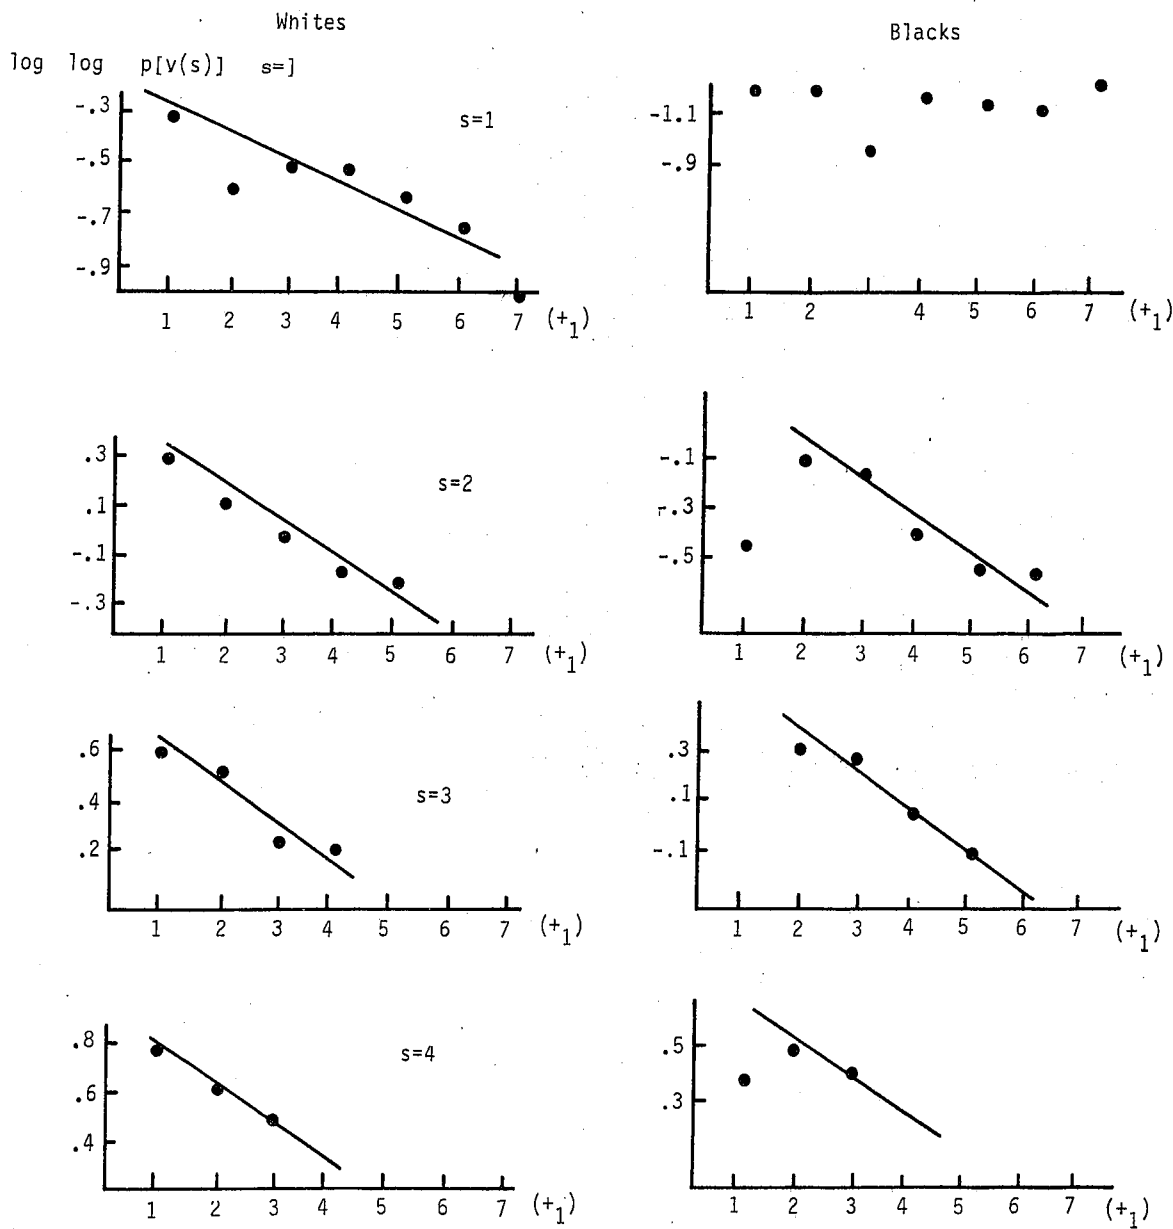 Whites
Blacks
log log p[v(s)] s=]
-.3
-.5
-.7
-.9
s=1
1 2 3 4 5 6 7 (+1)
-1.1
-.9
1 2 4 5 6 7 (+1)
.3
.1
-.1
-.3
s=2
1 2 3 4 5 6 7 (+1)
-.1
-.3
-.5
1 2 3 4 5 6 7 (+1)
.6
.4
.2
s=3
1 2 3 4 5 6 7 (+1)
.3
.1
-.1
1 2 3 4 5 6 7 (+1)
.8
.6
.4
s=4
1 2 3 4 5 6 7 (+1)
.5
.3
1 2 3 4 5 6 7 (+1)